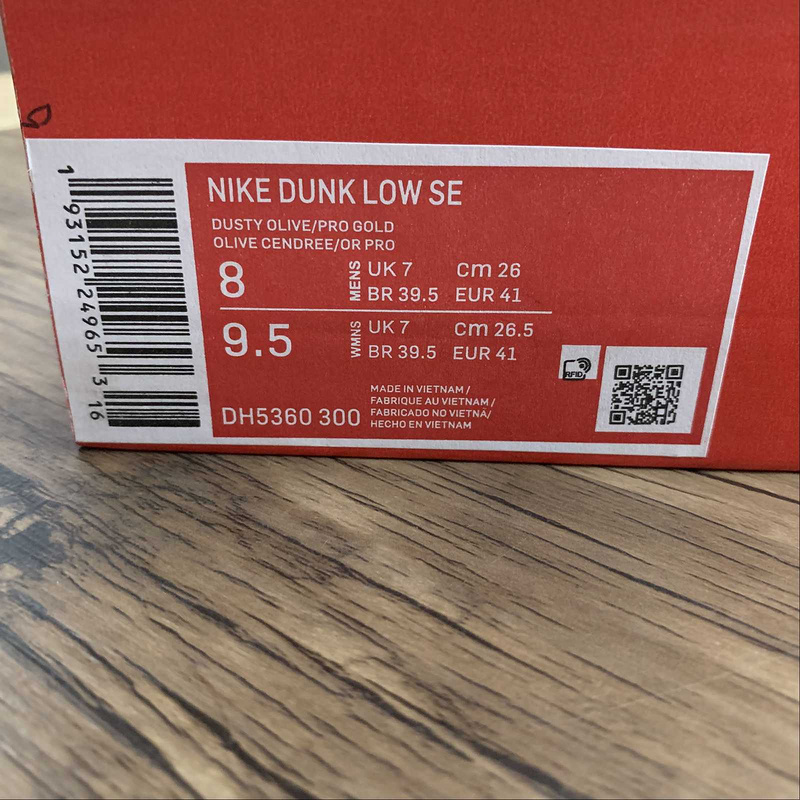 NIKE DUNK LOW SE
DUSTY OLIVE/PRO GOLD
OLIVE CENDREE/OR PRO
8 MENS UK 7 Cm 26
BR 39.5 EUR 41
9.5 WMNS UK 7 Cm 26.5
BR 39.5 EUR 41
DH5360 300
MADE IN VIETNAM /
FABRIQUE AU VIETNAM /
FABRICADO NO VIETNÃ/
HECHO EN VIETNAM
RFID
1 93152 24965 3 16